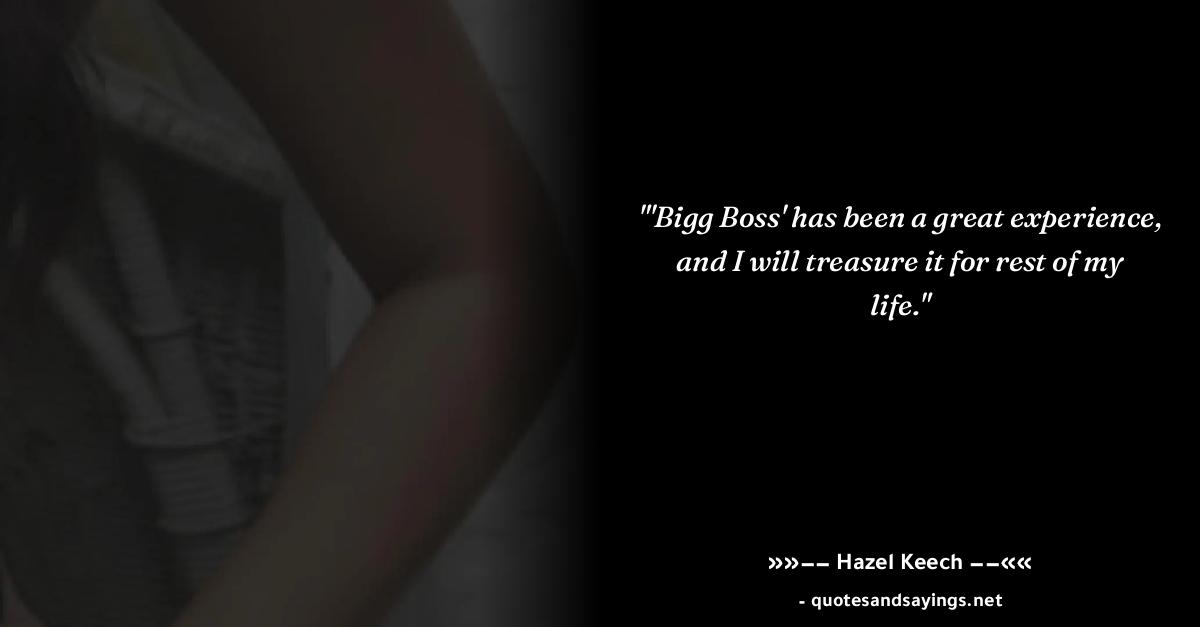 "'Bigg Boss' has been a great experience,
and I will treasure it for rest of my
life."
»»–– Hazel Keech ––««
- quotesandsayings.net